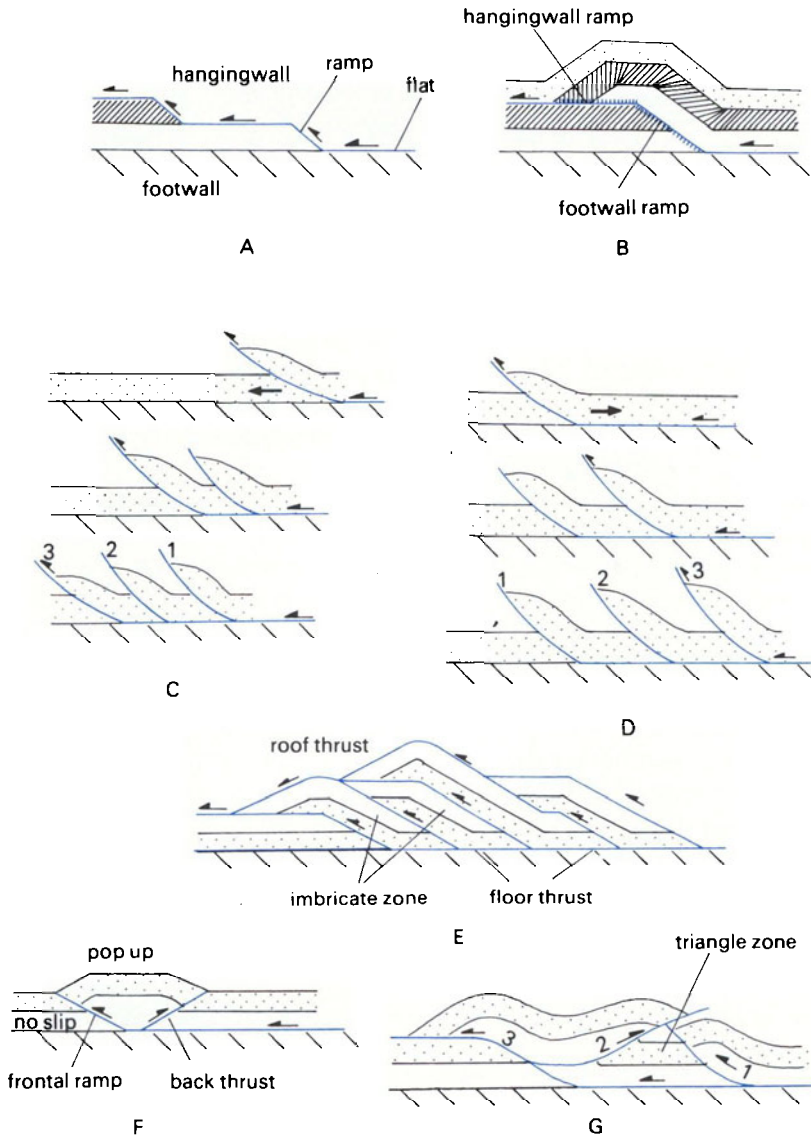 hangingwall
ramp
flat
footwall
A
hangingwall ramp
footwall ramp
B
3 2 1
C
1 2 3
D
roof thrust
imbricate zone
floor thrust
E
pop up
no slip
frontal ramp
back thrust
F
triangle zone
3
2
1
G